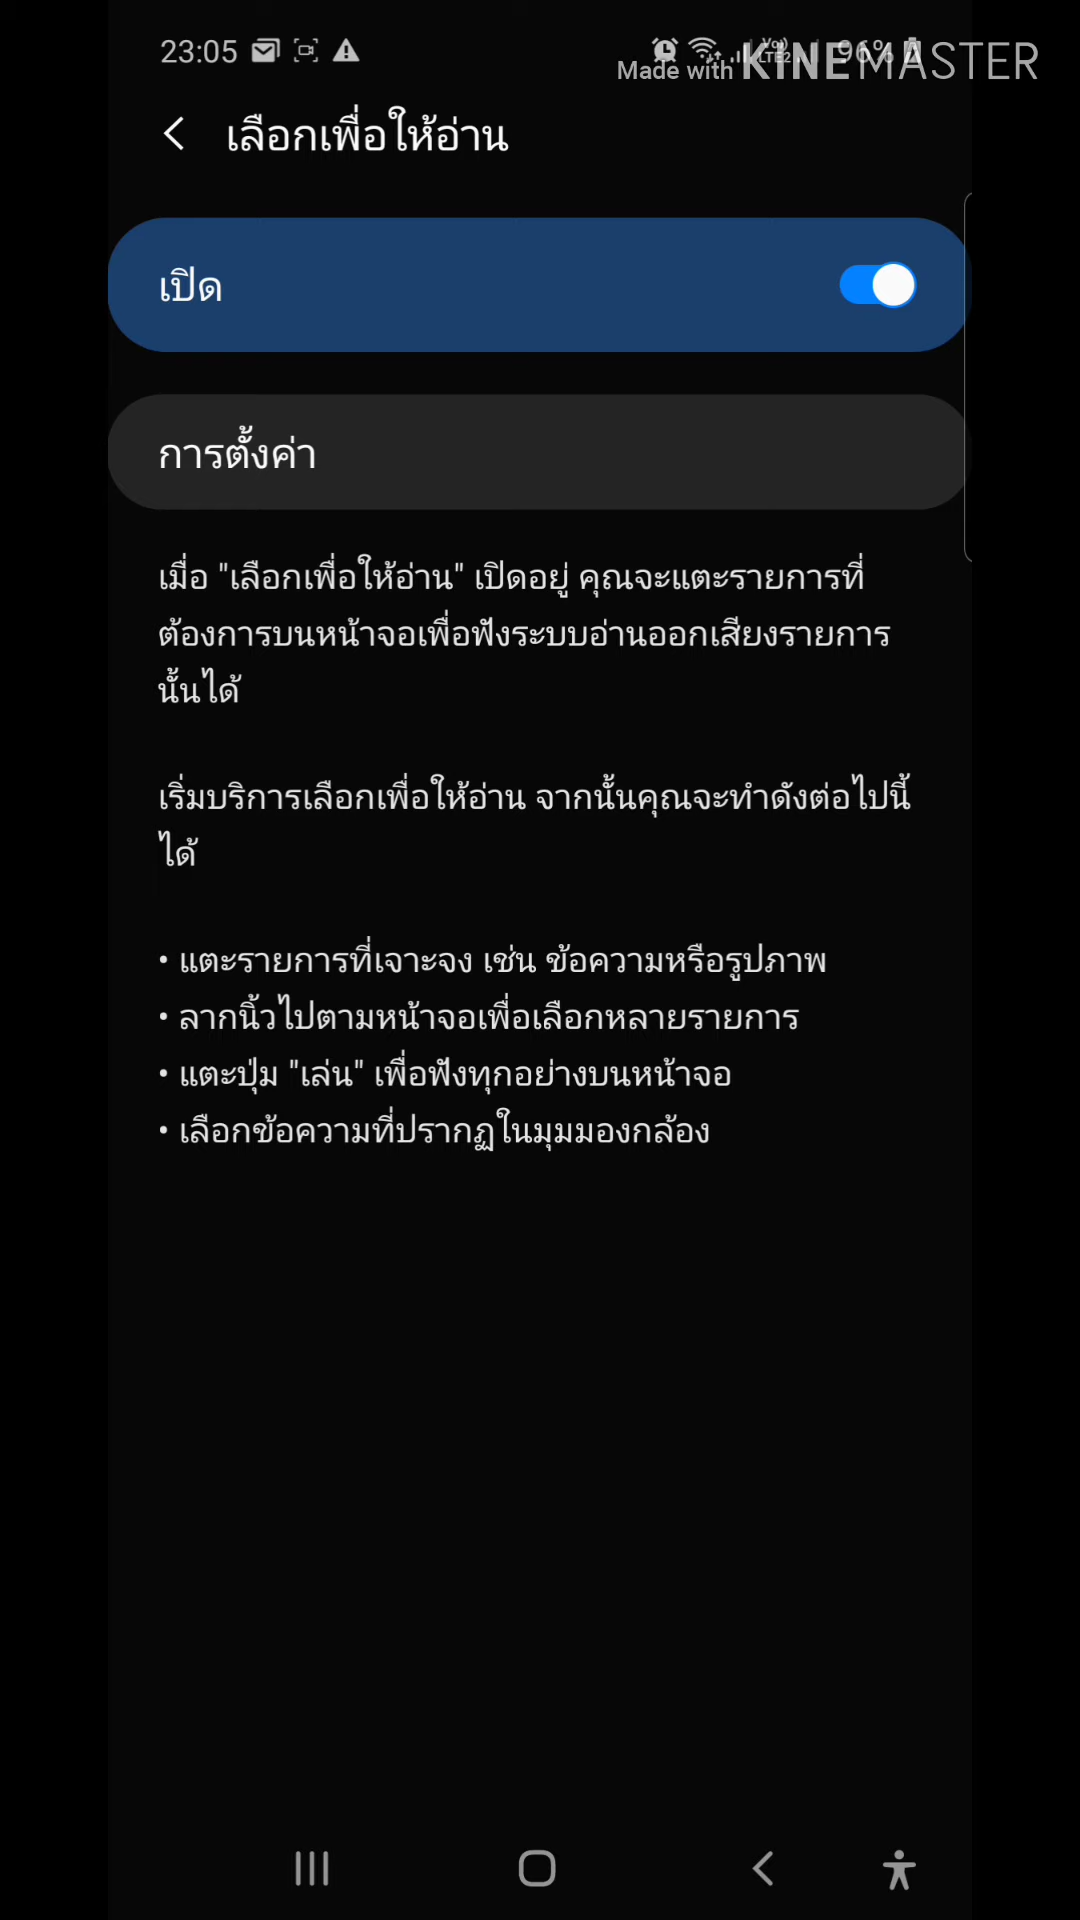 23:05
Vo)) LTE2 96%
Made with KINEMASTER
เลือกเพื่อให้อ่าน
เปิด
การตั้งค่า
เมื่อ "เลือกเพื่อให้อ่าน" เปิดอยู่ คุณจะแตะรายการที่
ต้องการบนหน้าจอเพื่อฟังระบบอ่านออกเสียงรายการ
นั้นได้
เริ่มบริการเลือกเพื่อให้อ่าน จากนั้นคุณจะทำดังต่อไปนี้
ได้
• แตะรายการที่เจาะจง เช่น ข้อความหรือรูปภาพ
• ลากนิ้วไปตามหน้าจอเพื่อเลือกหลายรายการ
• แตะปุ่ม "เล่น" เพื่อฟังทุกอย่างบนหน้าจอ
• เลือกข้อความที่ปรากฏในมุมมองกล้อง